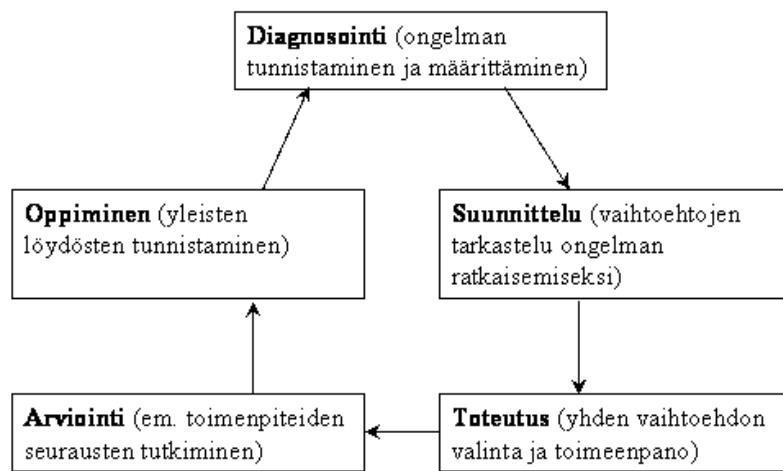 Diagnosointi (ongelman
tunnistaminen ja määrittäminen)
Oppiminen (yleisten
löydösten tunnistaminen)
Suunnittelu (vaihtoehtojen
tarkastelu ongelman
ratkaisemiseksi)
Arviointi (em. toimenpiteiden
seurausten tutkiminen)
Toteutus (yhden vaihtoehdon
valinta ja toimeenpano)